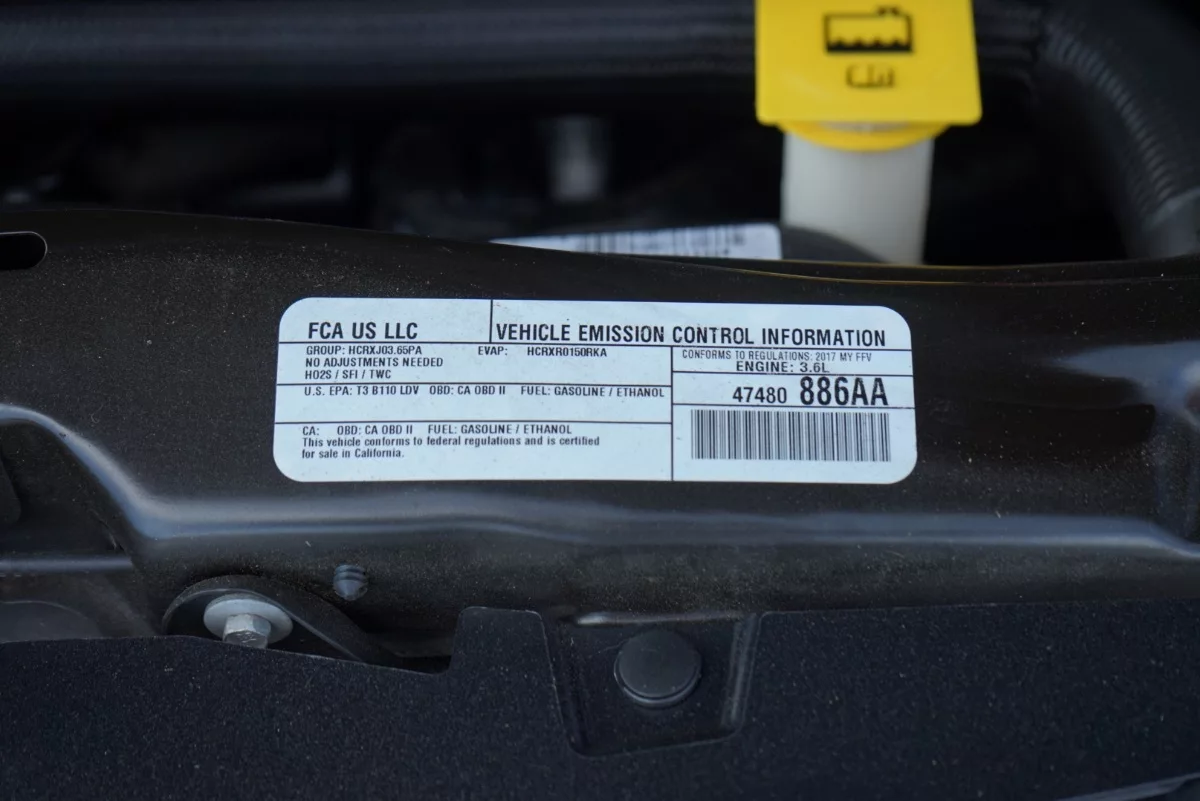 FCA US LLC
VEHICLE EMISSION CONTROL INFORMATION
GROUP: HCRXJ03.65PA EVAP: HCRXR0150RKA
NO ADJUSTMENTS NEEDED
HO2S / SFI / TWC
CONFORMS TO REGULATIONS: 2017 MY FFV
ENGINE: 3.6L
U.S. EPA: T3 B110 LDV OBD: CA OBD II FUEL: GASOLINE / ETHANOL
47480 886AA
CA: OBD: CA OBD II FUEL: GASOLINE / ETHANOL
This vehicle conforms to federal regulations and is certified
for sale in California.